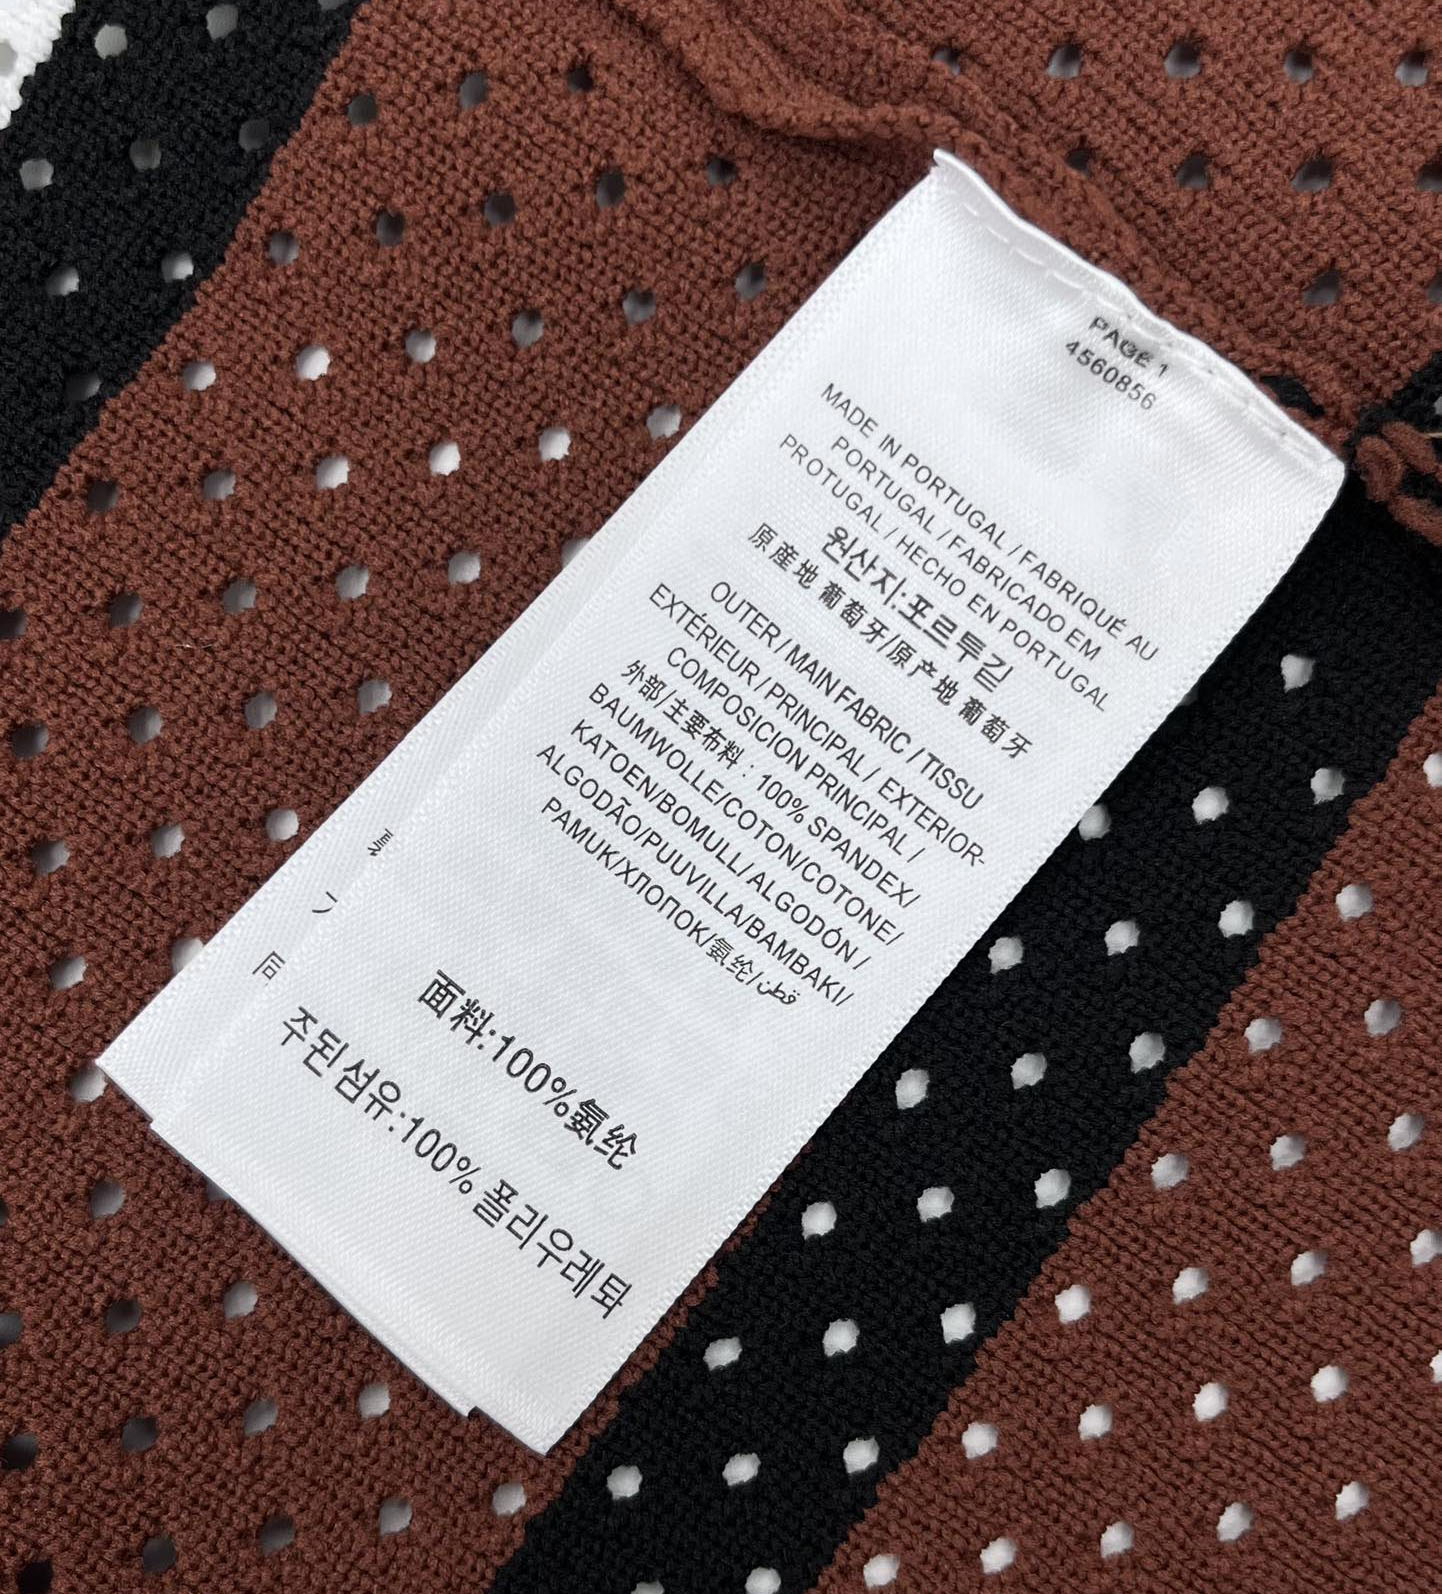 PAGE 1
4560856
MADE IN PORTUGAL / FABRIQUÉ AU
PORTUGAL / FABRICADO EM
PROTUGAL / HECHO EN PORTUGAL
원산지:포르투갈
原産地 葡萄牙/原产地 葡萄牙
OUTER / MAIN FABRIC / TISSU
EXTÉRIEUR / PRINCIPAL / EXTERIOR-
COMPOSICION PRINCIPAL /
外部/主要布料 : 100% SPANDEX/
BAUMWOLLE/COTON/COTONE/
KATOEN/BOMULL/ ALGODÓN /
ALGODÃO/PUUVILLA/BAMBAKI/
PAMUK/ХЛОПОК/氨纶/قطن
面料:100%氨纶
주된섬유:100% 폴리우레탄